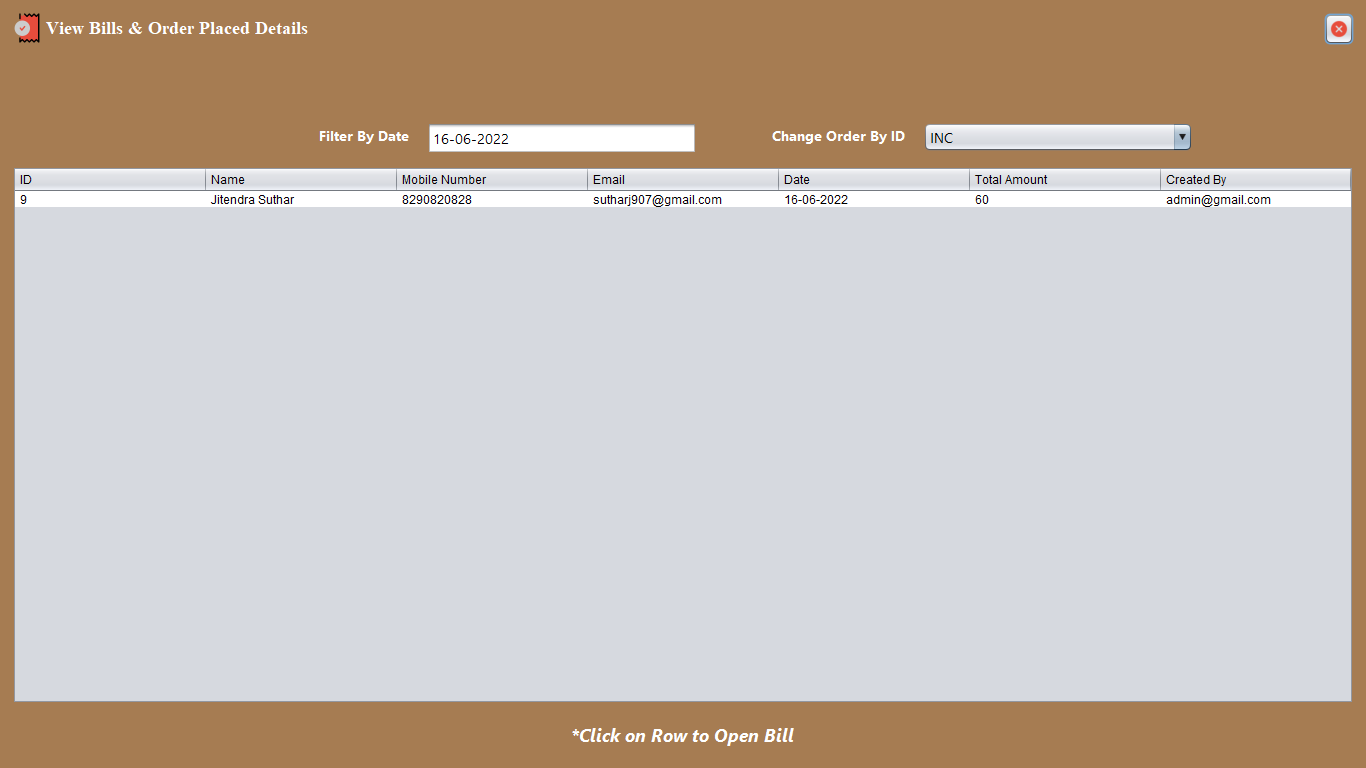 View Bills & Order Placed Details
Filter By Date 16-06-2022 Change Order By ID INC
ID Name Mobile Number Email Date Total Amount Created By
9 Jitendra Suthar 8290820828 sutharj907@gmail.com 16-06-2022 60 admin@gmail.com
*Click on Row to Open Bill